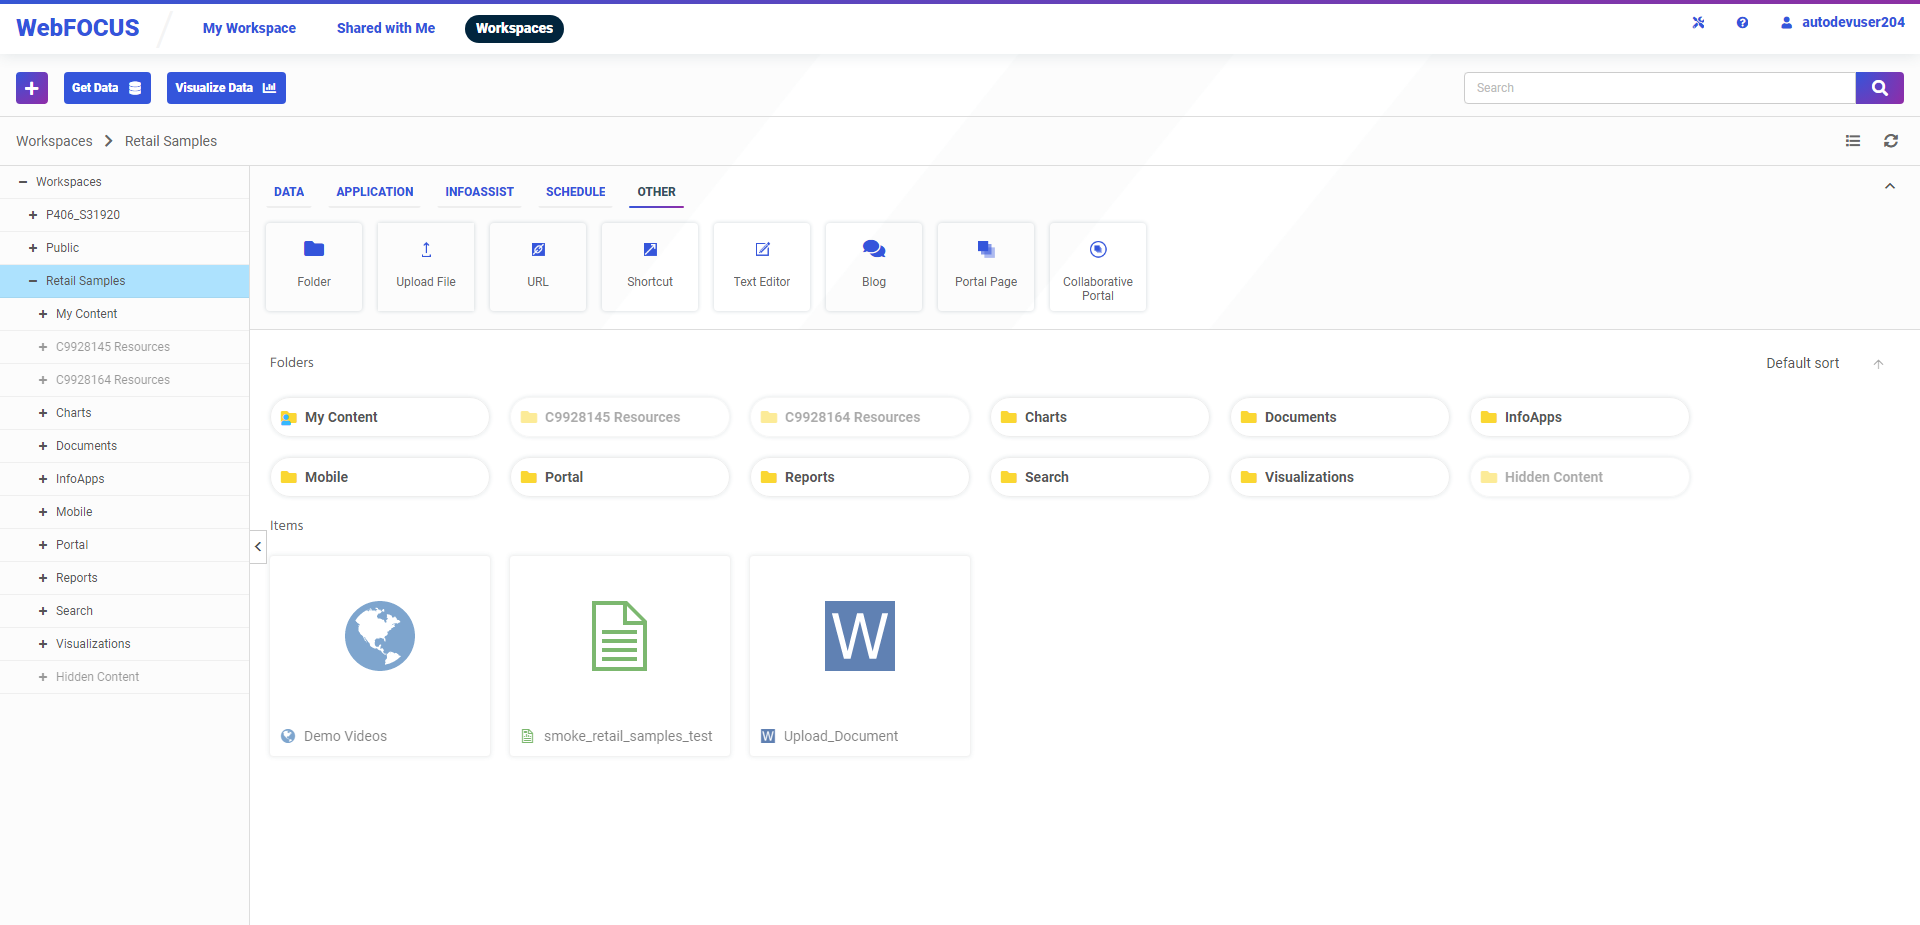 WebFOCUS
My Workspace
Shared with Me
Workspaces
autodevuser204
Get Data
Visualize Data
Search
Workspaces
Retail Samples
Workspaces
P406_S31920
Public
Retail Samples
My Content
C9928145 Resources
C9928164 Resources
Charts
Documents
InfoApps
Mobile
Portal
Reports
Search
Visualizations
Hidden Content
DATA
APPLICATION
INFOASSIST
SCHEDULE
OTHER
Folder
Upload File
URL
Shortcut
Text Editor
Blog
Portal Page
Collaborative
Portal
Folders
Default sort
My Content
C9928145 Resources
C9928164 Resources
Charts
Documents
InfoApps
Mobile
Portal
Reports
Search
Visualizations
Hidden Content
Items
W
Demo Videos
smoke_retail_samples_test
W
Upload_Document